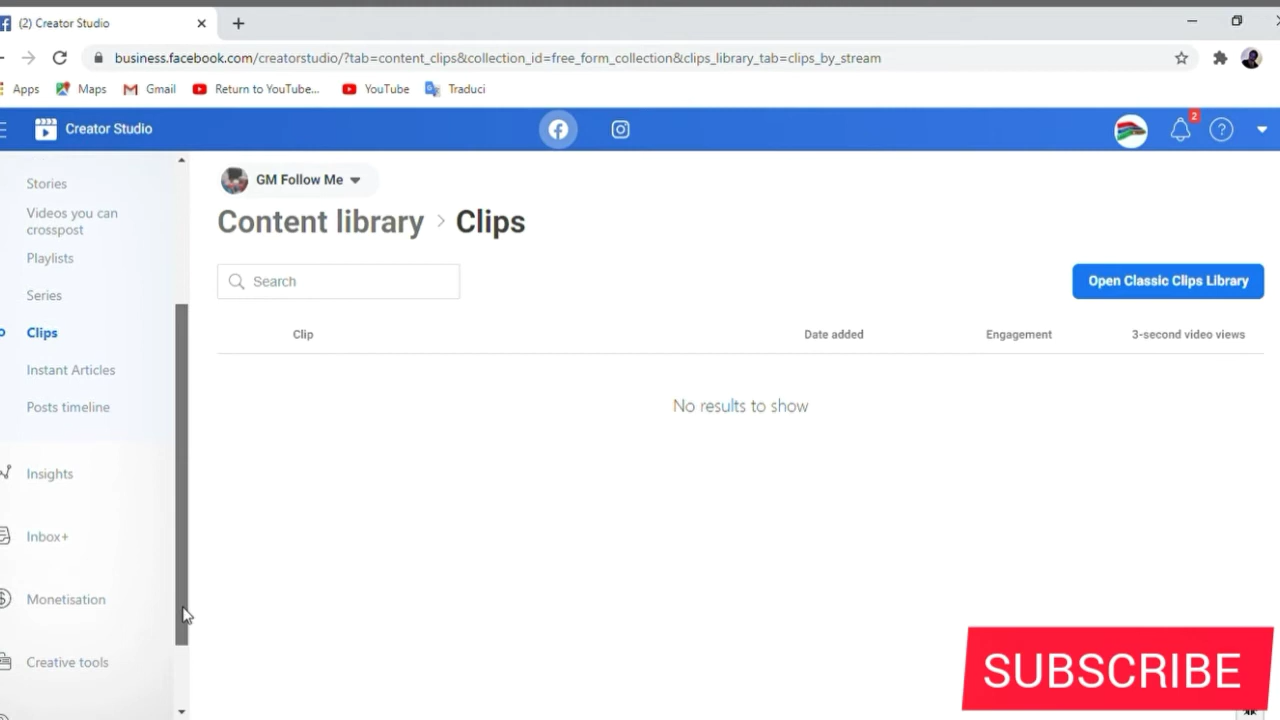 (2) Creator Studio
business.facebook.com/creatorstudio/?tab=content_clips&collection_id=free_form_collection&clips_library_tab=clips_by_stream
Apps Maps Gmail Return to YouTube... YouTube Traduci
Creator Studio
2
?
Stories
Videos you can
crosspost
Playlists
Series
Clips
Instant Articles
Posts timeline
Insights
Inbox+
Monetisation
Creative tools
GM Follow Me
Content library > Clips
Search
Open Classic Clips Library
Clip Date added Engagement 3-second video views
No results to show
SUBSCRIBE